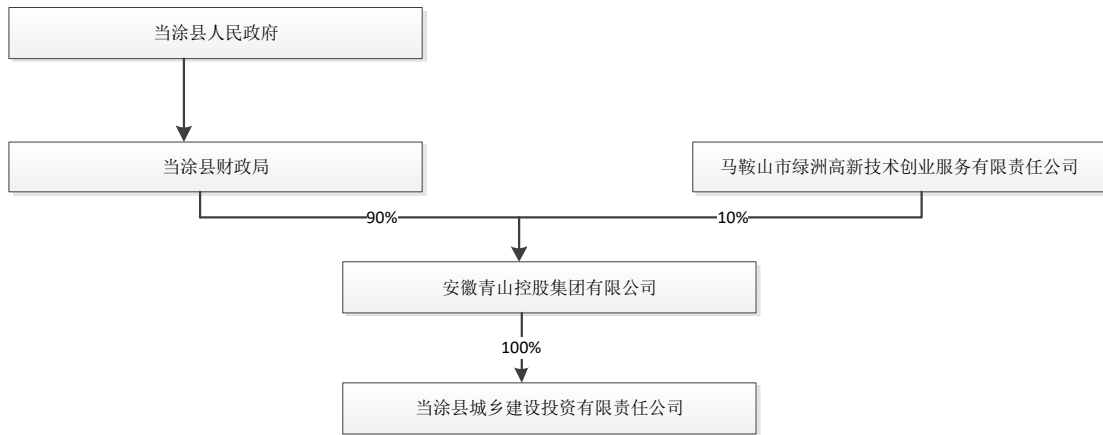 当涂县人民政府
当涂县财政局
马鞍山市绿洲高新技术创业服务有限责任公司
90%
10%
安徽青山控股集团有限公司
100%
当涂县城乡建设投资有限责任公司